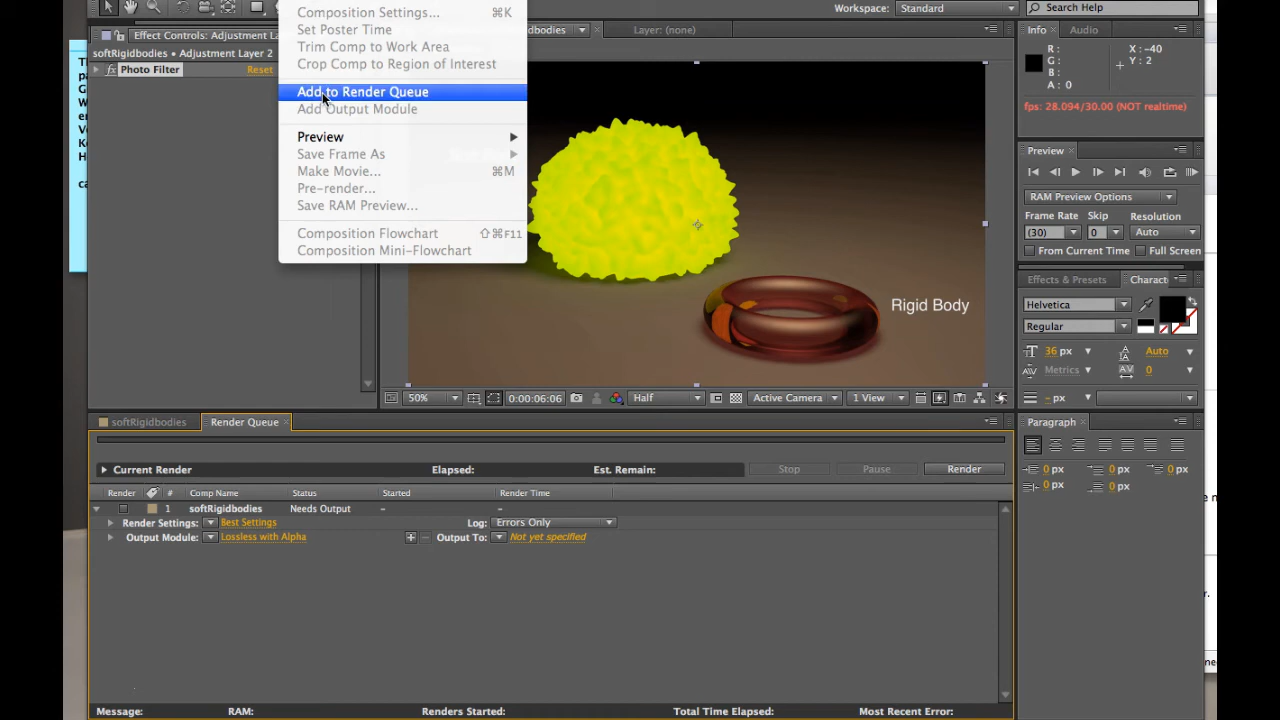 Composition Settings... ⌘K
Workspace: Standard
Search Help
Set Poster Time
Trim Comp to Work Area
Crop Comp to Region of Interest
Add to Render Queue
Add Output Module
Preview
Save Frame As
Make Movie... ⌘M
Pre-render...
Save RAM Preview...
Composition Flowchart ⇧⌘F11
Composition Mini-Flowchart
Effect Controls: Adjustment La
softRigidbodies • Adjustment Layer 2
fx Photo Filter Reset
dbodies
Layer: (none)
Rigid Body
50% 0:00:06:06 Half Active Camera 1 View
Info Audio
R: X: -40
G: Y: 2
B:
A: 0
fps: 28.094/30.00 (NOT realtime)
Preview
RAM Preview Options
Frame Rate Skip Resolution
(30) 0 Auto
From Current Time Full Screen
Effects & Presets Charact
Helvetica
Regular
36 px Auto
Metrics 0
- px
Paragraph
0 px 0 px 0 px
0 px 0 px
softRigidbodies Render Queue
Current Render Elapsed: Est. Remain: Stop Pause Render
Render # Comp Name Status Started Render Time
1 softRigidbodies Needs Output - -
Render Settings: Best Settings Log: Errors Only
Output Module: Lossless with Alpha Output To: Not yet specified
Message: RAM: Renders Started: Total Time Elapsed: Most Recent Error: